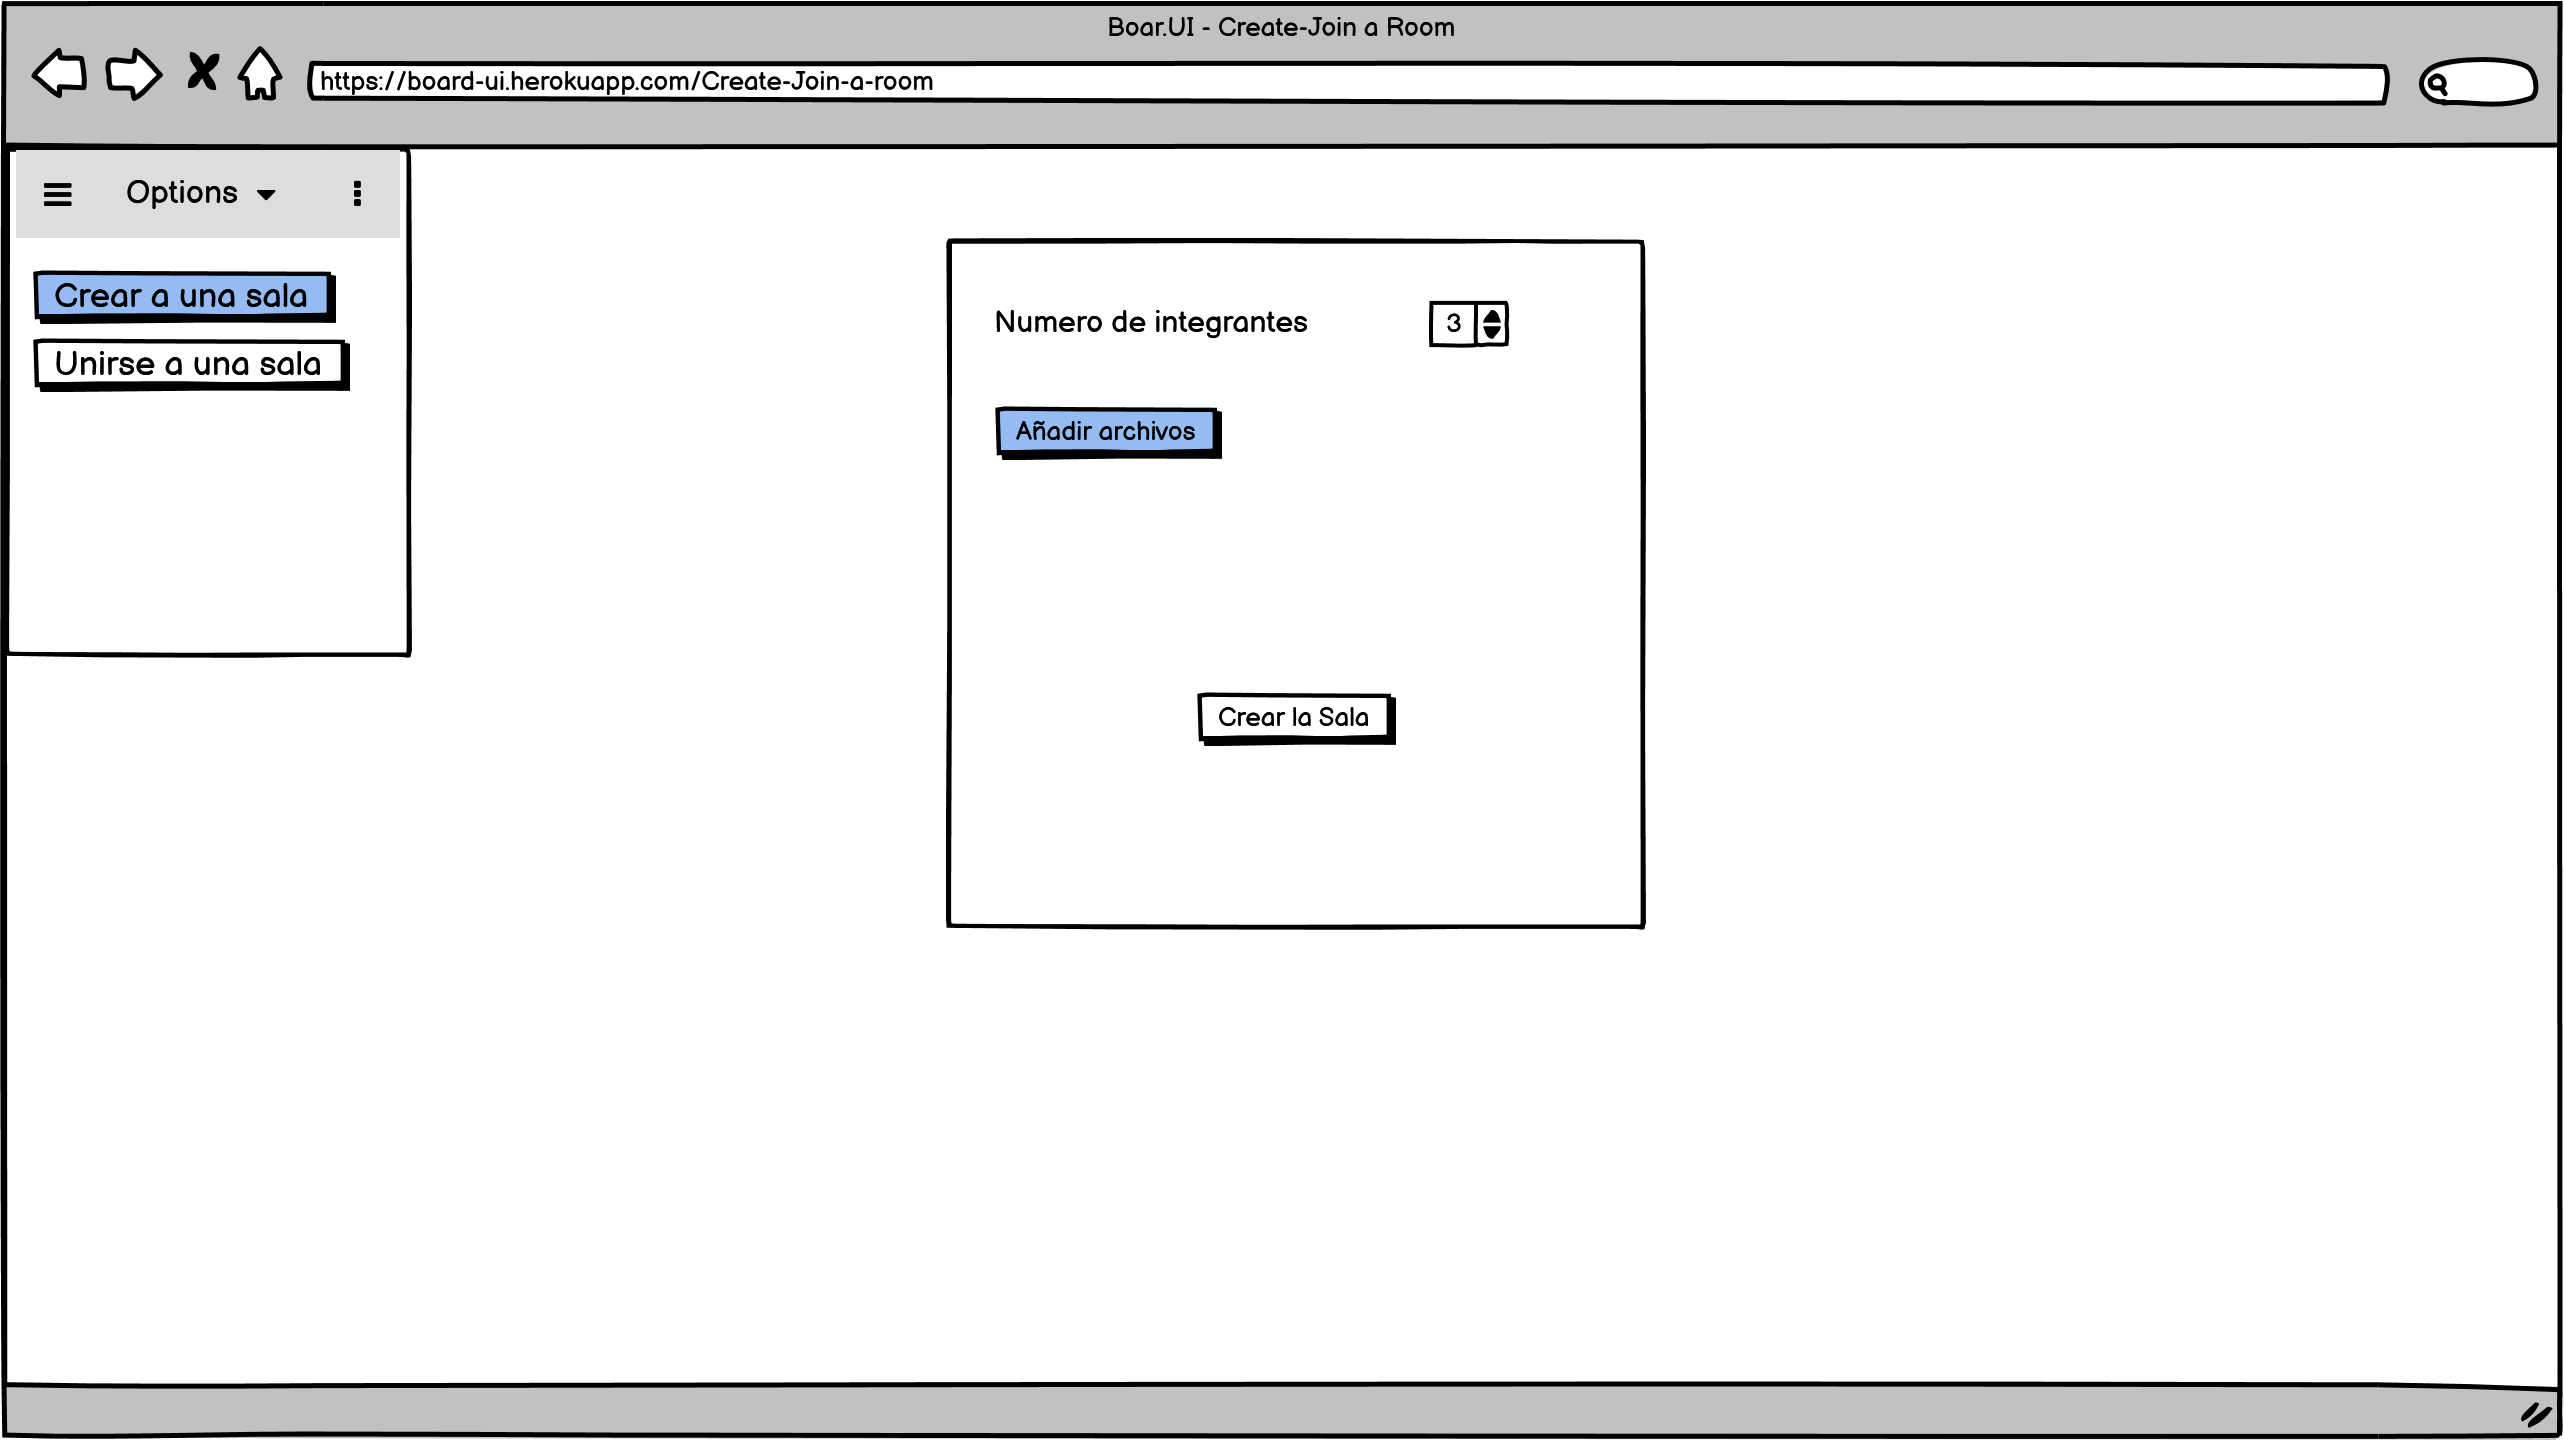 Boar.UI - Create-Join a Room
https://board-ui.herokuapp.com/Create-Join-a-room
Options
Crear a una sala
Unirse a una sala
Numero de integrantes 3
Añadir archivos
Crear la Sala